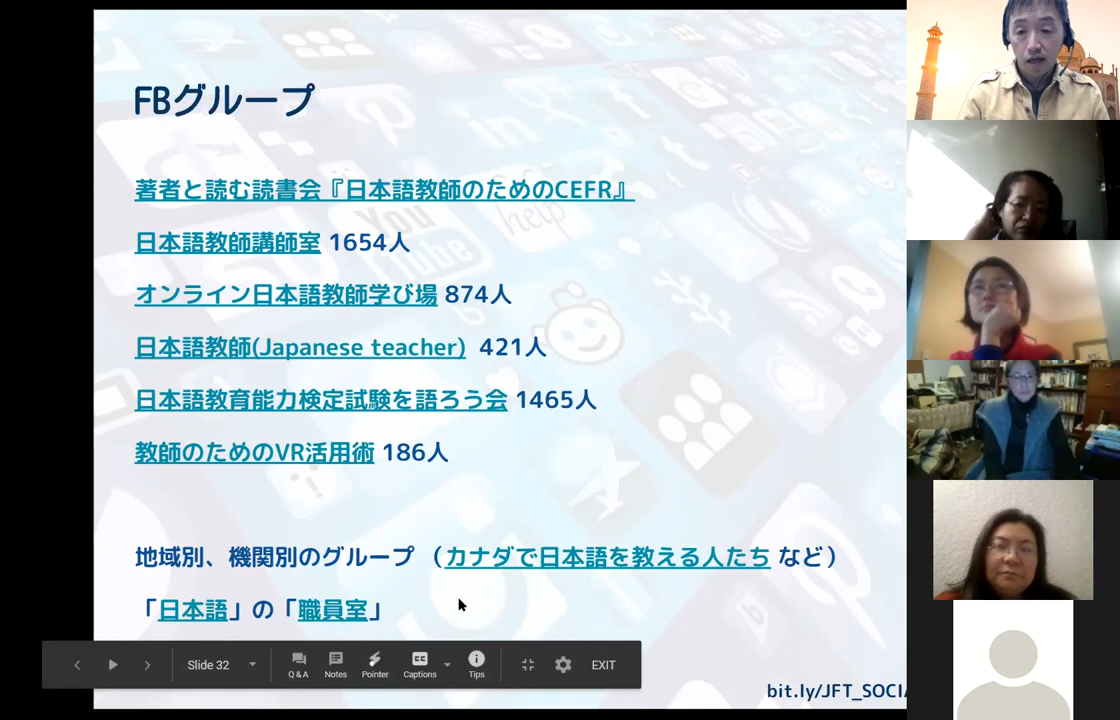 FBグループ
著者と読む読書会『日本語教師のためのCEFR』
日本語教師講師室 1654人
オンライン日本語教師学び場 874人
日本語教師(Japanese teacher) 421人
日本語教育能力検定試験を語ろう会 1465人
教師のためのVR活用術 186人
地域別、機関別のグループ （カナダで日本語を教える人たち など）
「日本語」の「職員室」
Slide 32
Q & A
Notes
Pointer
Captions
Tips
EXIT
bit.ly/JFT_SOCI
You
Tube
help
in